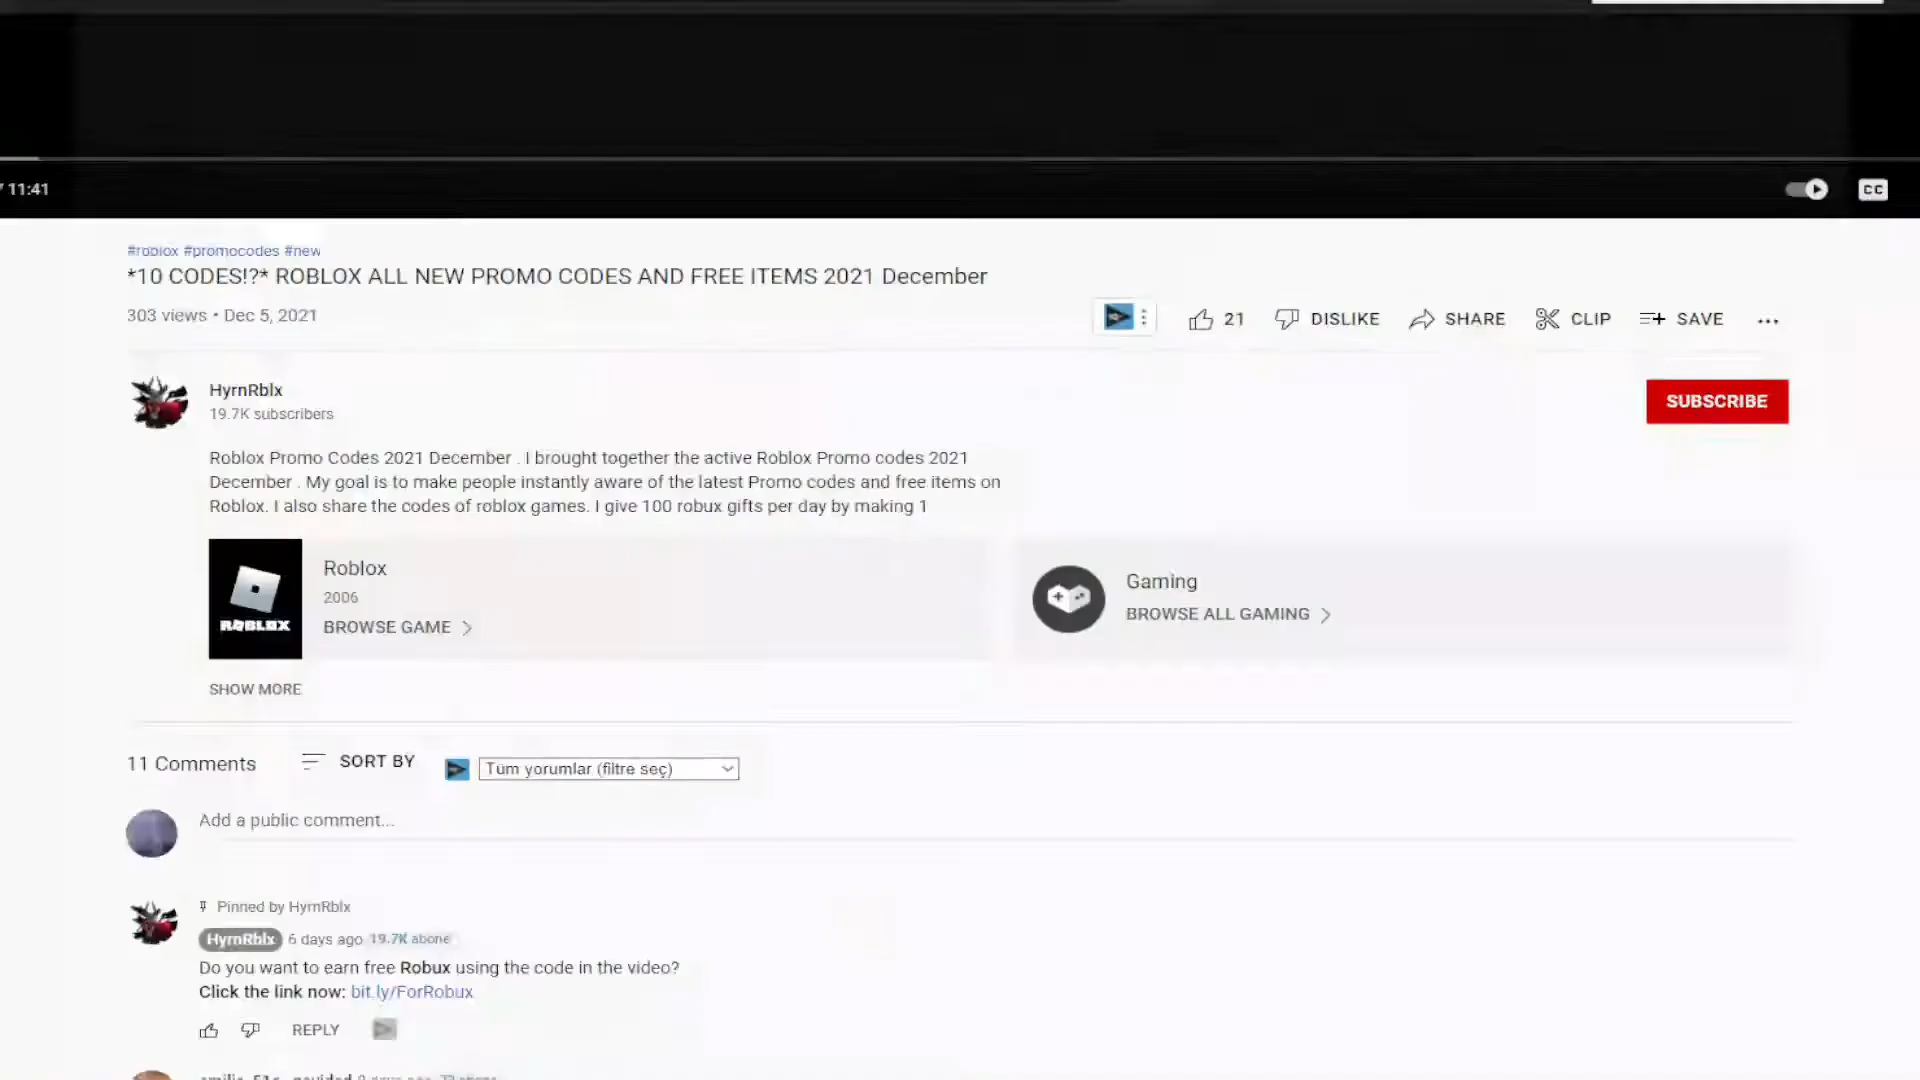 / 11:41
CC
#roblox #promocodes #new
*10 CODES!?* ROBLOX ALL NEW PROMO CODES AND FREE ITEMS 2021 December
303 views • Dec 5, 2021
21 DISLIKE SHARE CLIP SAVE ...
HyrnRblx
19.7K subscribers
SUBSCRIBE
Roblox Promo Codes 2021 December . I brought together the active Roblox Promo codes 2021
December . My goal is to make people instantly aware of the latest Promo codes and free items on
Roblox. I also share the codes of roblox games. I give 100 robux gifts per day by making 1
ROBLOX
Roblox
2006
BROWSE GAME
Gaming
BROWSE ALL GAMING
SHOW MORE
11 Comments SORT BY Tüm yorumlar (filtre seç)
Add a public comment...
Pinned by HyrnRblx
HyrnRblx 6 days ago 19.7K abone
Do you want to earn free Robux using the code in the video?
Click the link now: bit.ly/ForRobux
REPLY